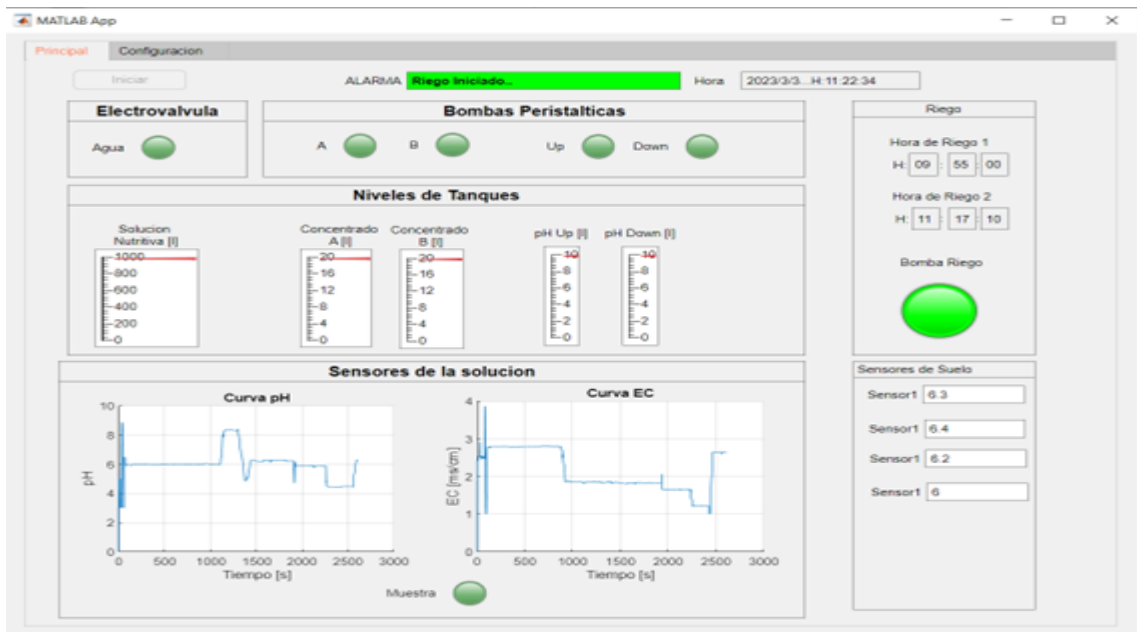 MATLAB App
Principal Configuracion
Iniciar ALARMA Riego Iniciado.. Hora 2023/3/3...H:11:22:34
Electrovalvula
Agua
Bombas Peristalticas
A B Up Down
Riego
Hora de Riego 1
H: 09 : 55 : 00
Hora de Riego 2
H: 11 : 17 : 10
Bomba Riego
Niveles de Tanques
Solucion
Nutritiva [l]
1000
800
600
400
200
0
Concentrado
A [l]
20
16
12
8
4
0
Concentrado
B [l]
20
16
12
8
4
0
pH Up [l]
10
8
6
4
2
0
pH Down [l]
10
8
6
4
2
0
Sensores de la solucion
Curva pH
pH
10
8
6
4
2
0
0 500 1000 1500 2000 2500 3000
Tiempo [s]
Curva EC
EC [ms/cm]
4
3
2
1
0
0 500 1000 1500 2000 2500 3000
Tiempo [s]
Muestra
Sensores de Suelo
Sensor1 6.3
Sensor1 6.4
Sensor1 6.2
Sensor1 6